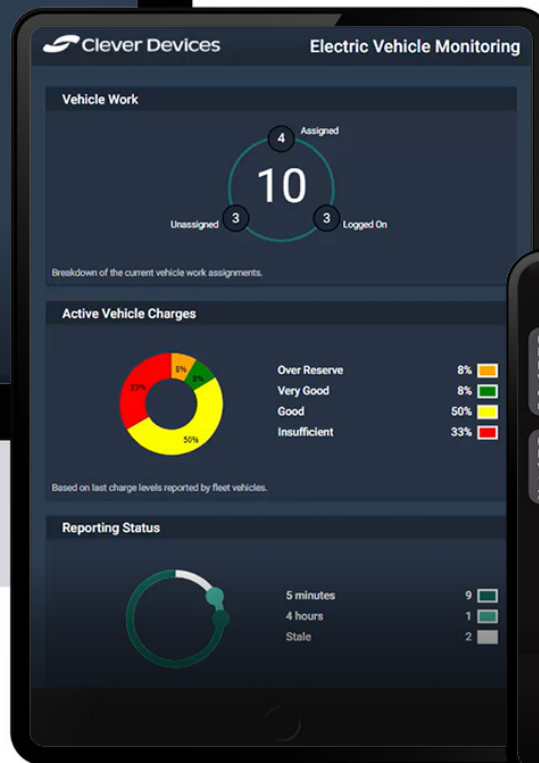 Clever Devices
Electric Vehicle Monitoring
Vehicle Work
4 Assigned
10
Unassigned 3
3 Logged On
Breakdown of the current vehicle work assignments.
Active Vehicle Charges
8%
8%
33%
50%
Over Reserve 8%
Very Good 8%
Good 50%
Insufficient 33%
Based on last charge levels reported by fleet vehicles.
Reporting Status
5 minutes 9
4 hours 1
Stale 2